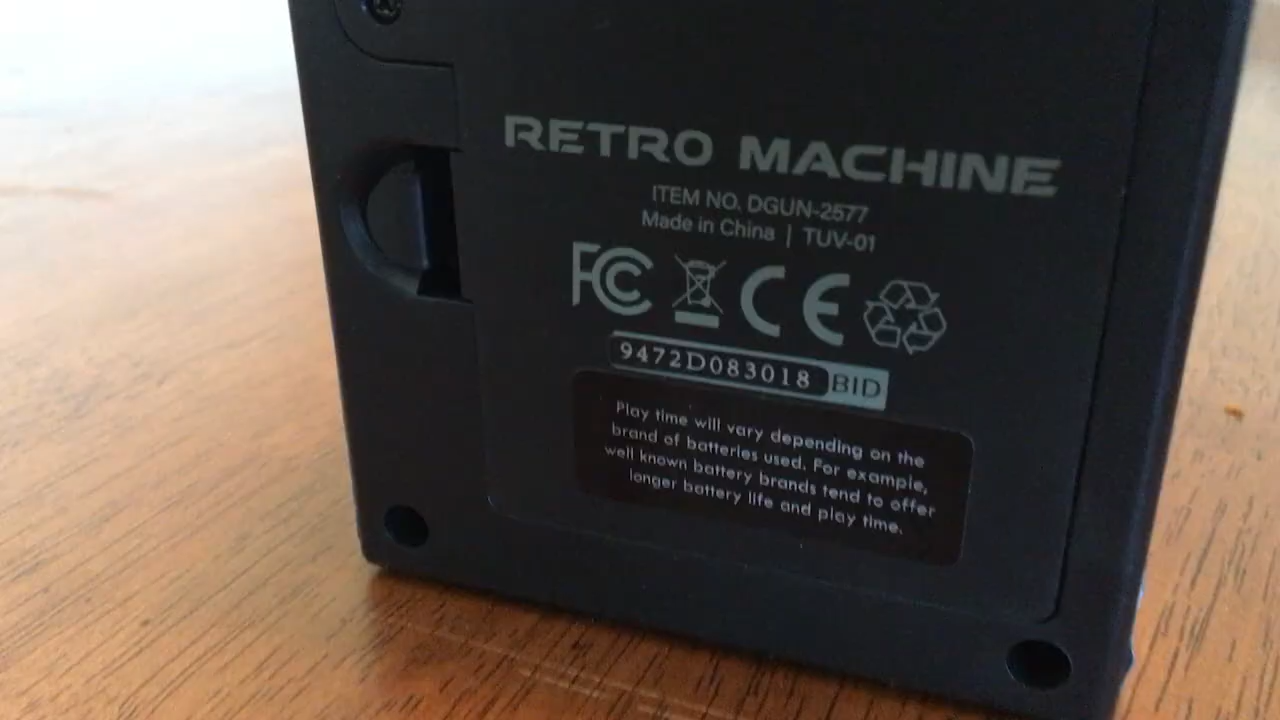 RETRO MACHINE
ITEM NO. DGUN-2577
Made in China | TUV-01
FC CE
9472D083018 BID
Play time will vary depending on the
brand of batteries used. For example,
well known battery brands tend to offer
longer battery life and play time.